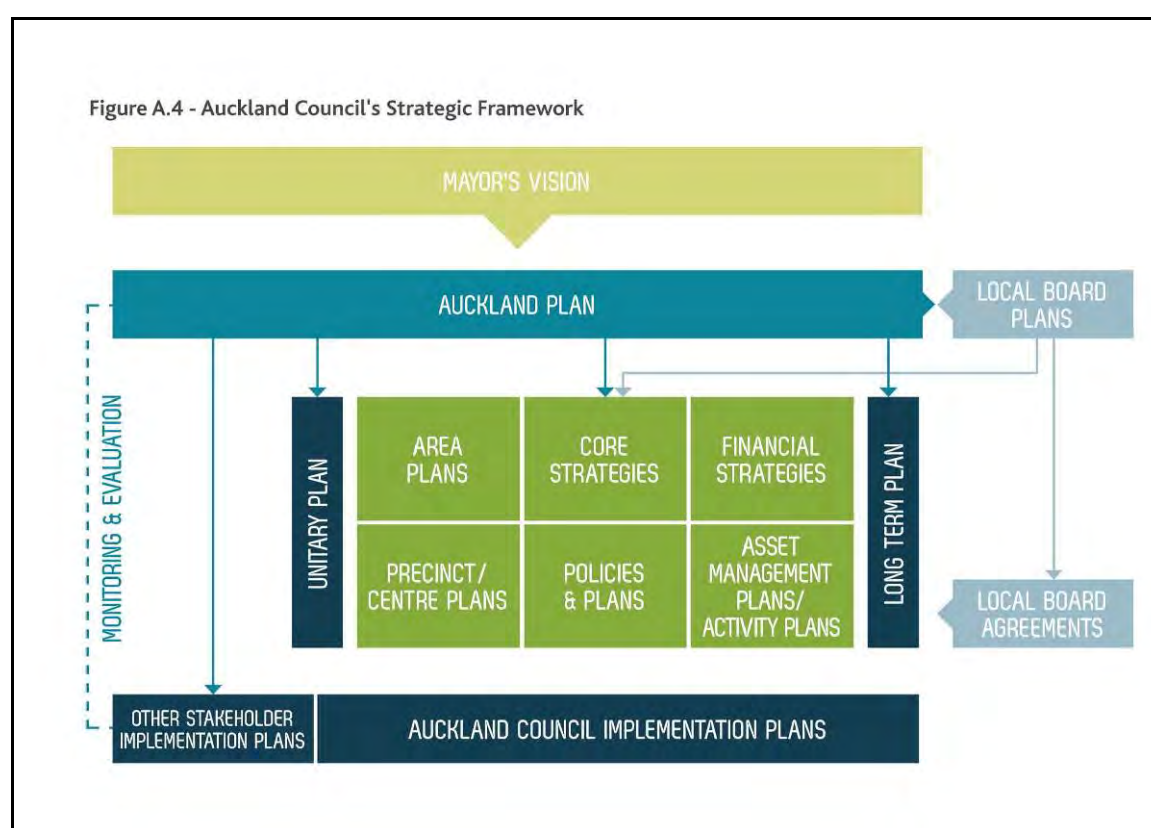 Figure A.4 - Auckland Council's Strategic Framework
MAYOR'S VISION
AUCKLAND PLAN
LOCAL BOARD
PLANS
MONITORING & EVALUATION
UNITARY PLAN
AREA
PLANS
CORE
STRATEGIES
FINANCIAL
STRATEGIES
PRECINCT/
CENTRE PLANS
POLICIES
& PLANS
ASSET
MANAGEMENT
PLANS/
ACTIVITY PLANS
LONG TERM PLAN
LOCAL BOARD
AGREEMENTS
OTHER STAKEHOLDER
IMPLEMENTATION PLANS
AUCKLAND COUNCIL IMPLEMENTATION PLANS